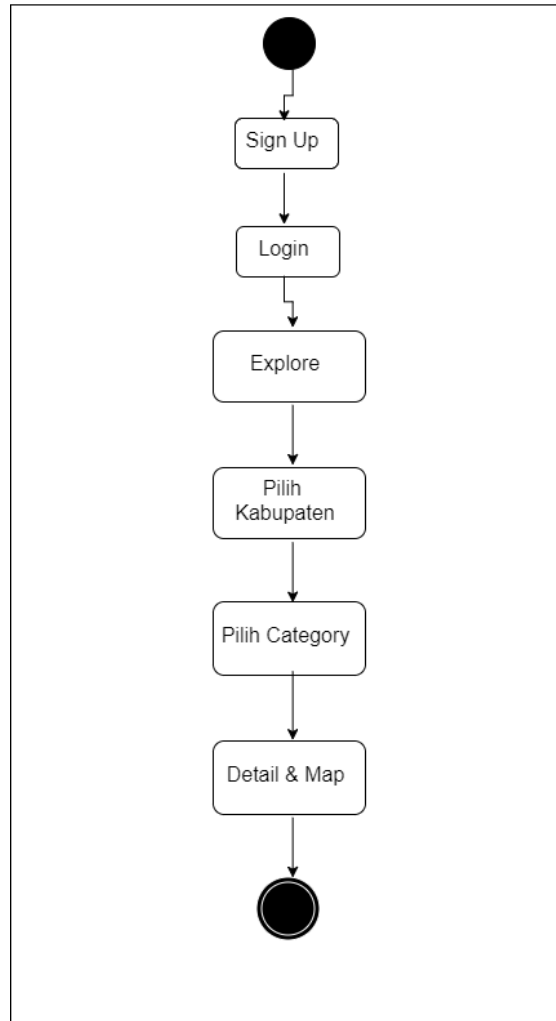 Sign Up
Login
Explore
Pilih
Kabupaten
Pilih Category
Detail & Map